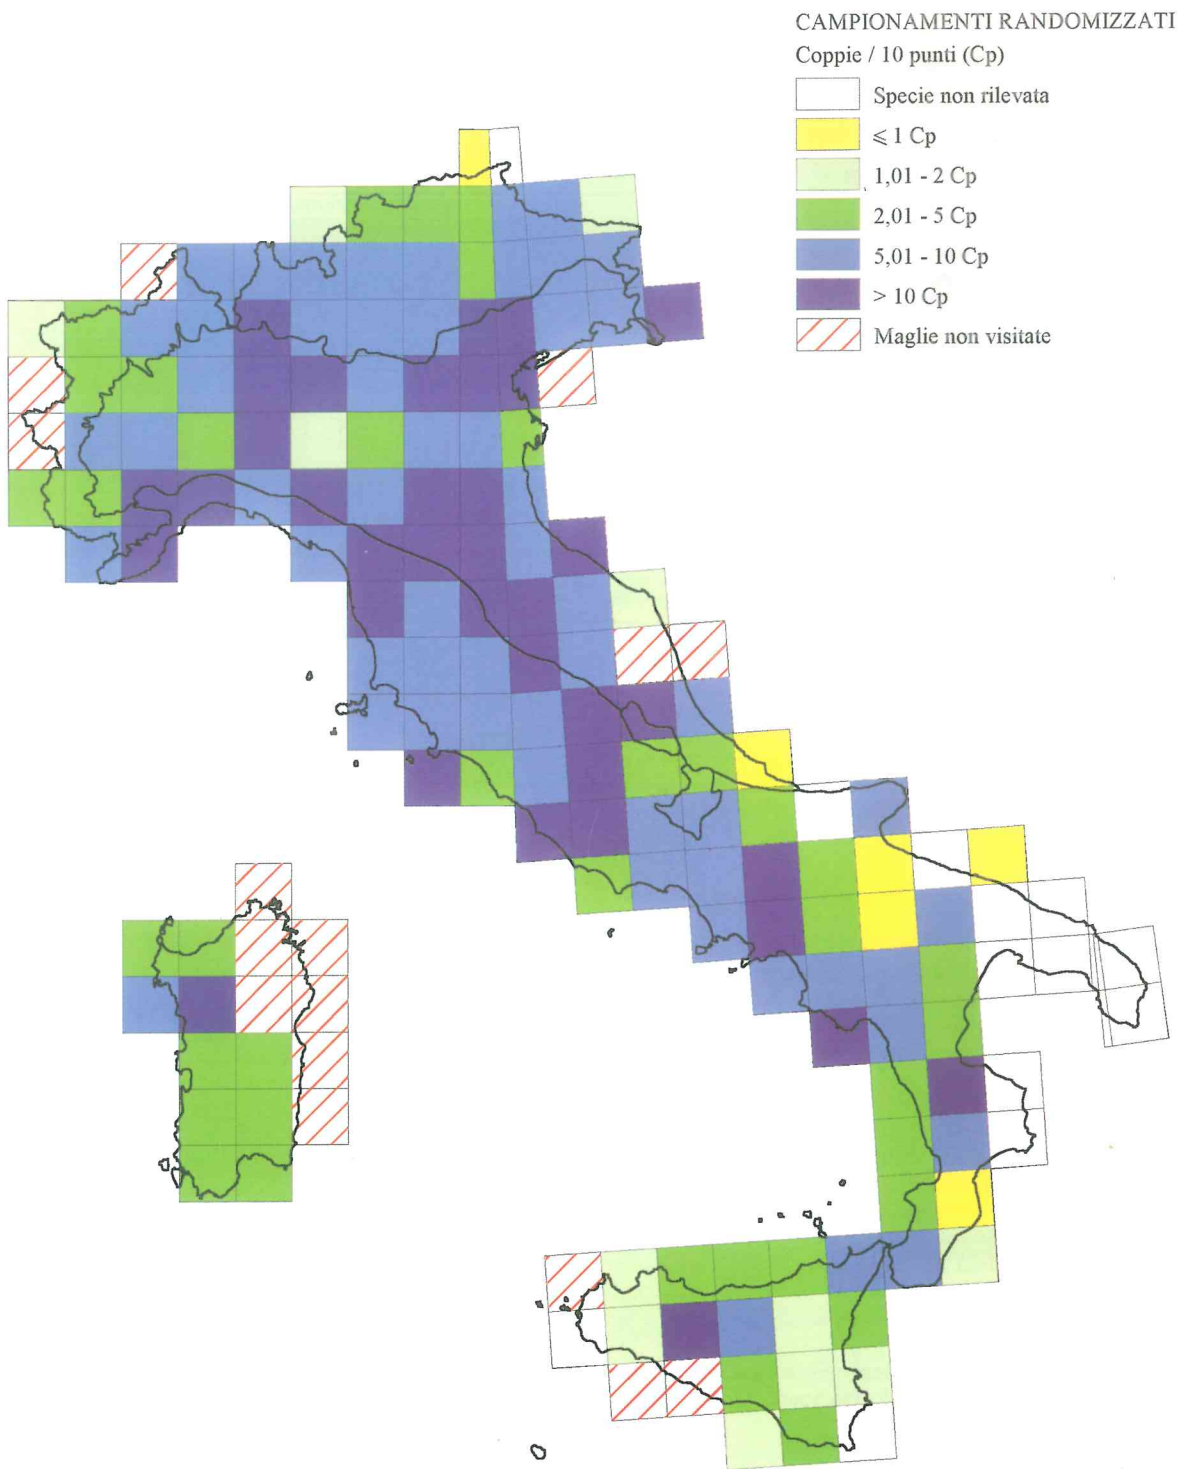 CAMPIONAMENTI RANDOMIZZATI
Coppie / 10 punti (Cp)
Specie non rilevata
⩽ 1 Cp
1,01 - 2 Cp
2,01 - 5 Cp
5,01 - 10 Cp
> 10 Cp
Maglie non visitate